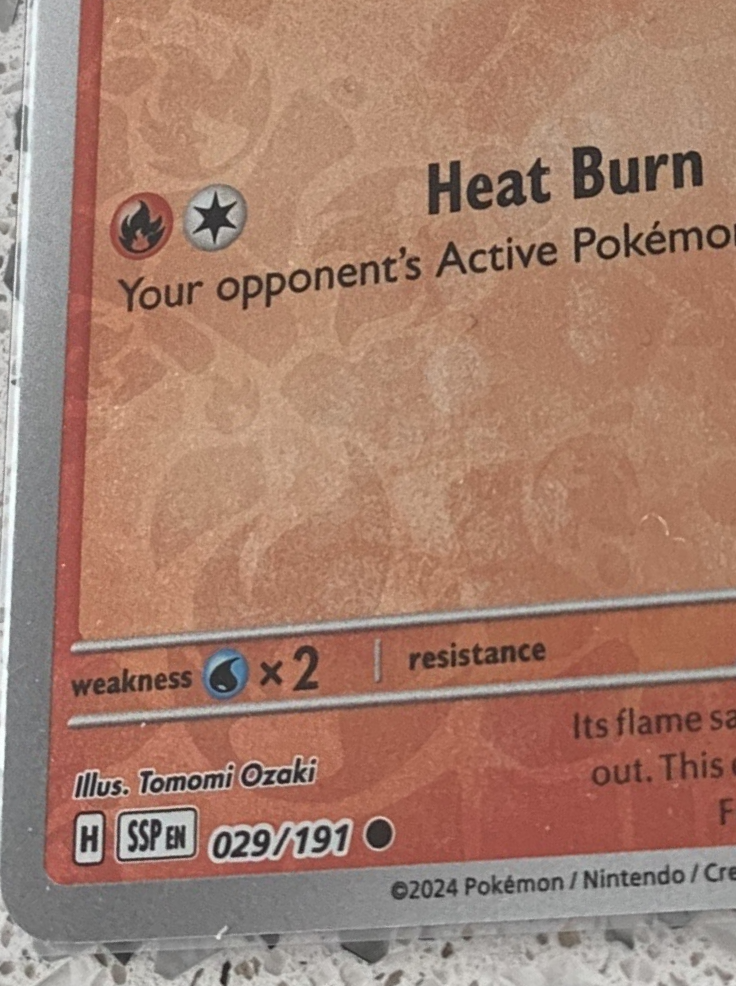 Heat Burn
Your opponent's Active Pokémon
weakness ×2 resistance
Its flame sa
out. This
F
Illus. Tomomi Ozaki
H SSP EN 029/191
©2024 Pokémon / Nintendo / Cre